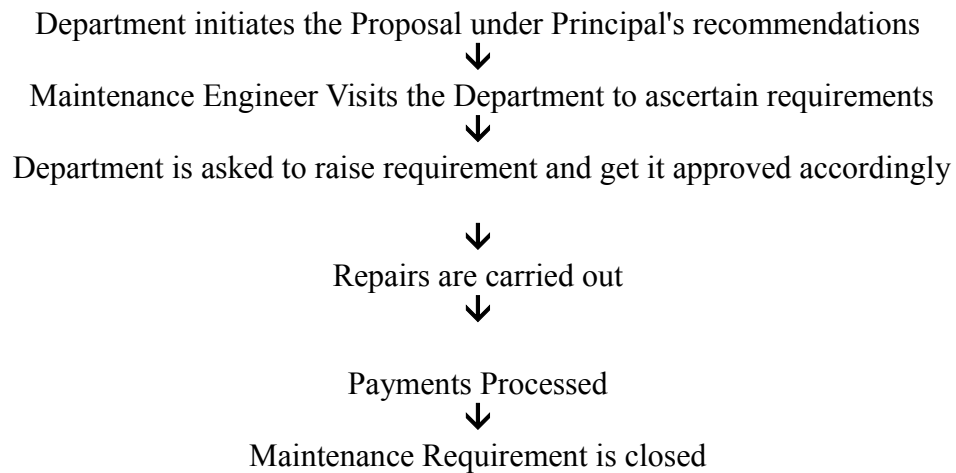 Department initiates the Proposal under Principal's recommendations
Maintenance Engineer Visits the Department to ascertain requirements
Department is asked to raise requirement and get it approved accordingly
Repairs are carried out
Payments Processed
Maintenance Requirement is closed